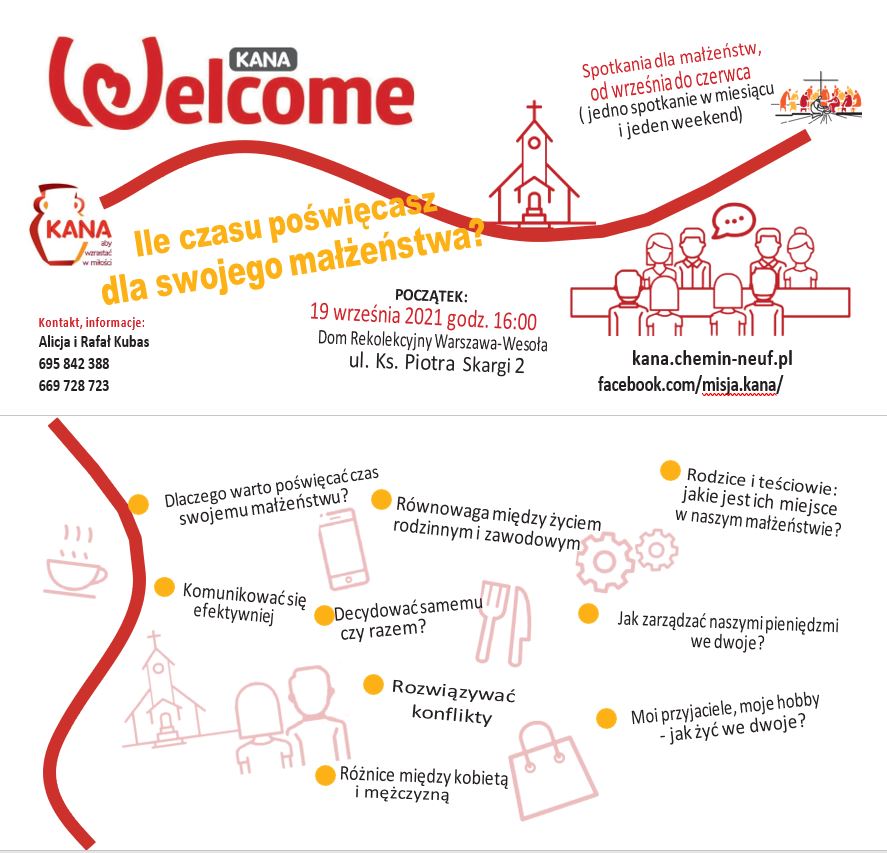 KANA
Welcome
Spotkania dla małżeństw,
od września do czerwca
( jedno spotkanie w miesiącu
i jeden weekend)
KANA
aby
wzrastać
w miłości
Ile czasu poświęcasz
dla swojego małżeństwa?
Kontakt, informacje:
Alicja i Rafał Kubas
695 842 388
669 728 723
POCZĄTEK:
19 września 2021 godz. 16:00
Dom Rekolekcyjny Warszawa-Wesoła
ul. Ks. Piotra Skargi 2
kana.chemin-neuf.pl
facebook.com/misja.kana/
Dlaczego warto poświęcać czas
swojemu małżeństwu?
Równowaga między życiem
rodzinnym i zawodowym
Rodzice i teściowie:
jakie jest ich miejsce
w naszym małżeństwie?
Komunikować się
efektywniej
Decydować samemu
czy razem?
Jak zarządzać naszymi pieniędzmi
we dwoje?
Rozwiązywać
konflikty
Moi przyjaciele, moje hobby
- jak żyć we dwoje?
Różnice między kobietą
i mężczyzną